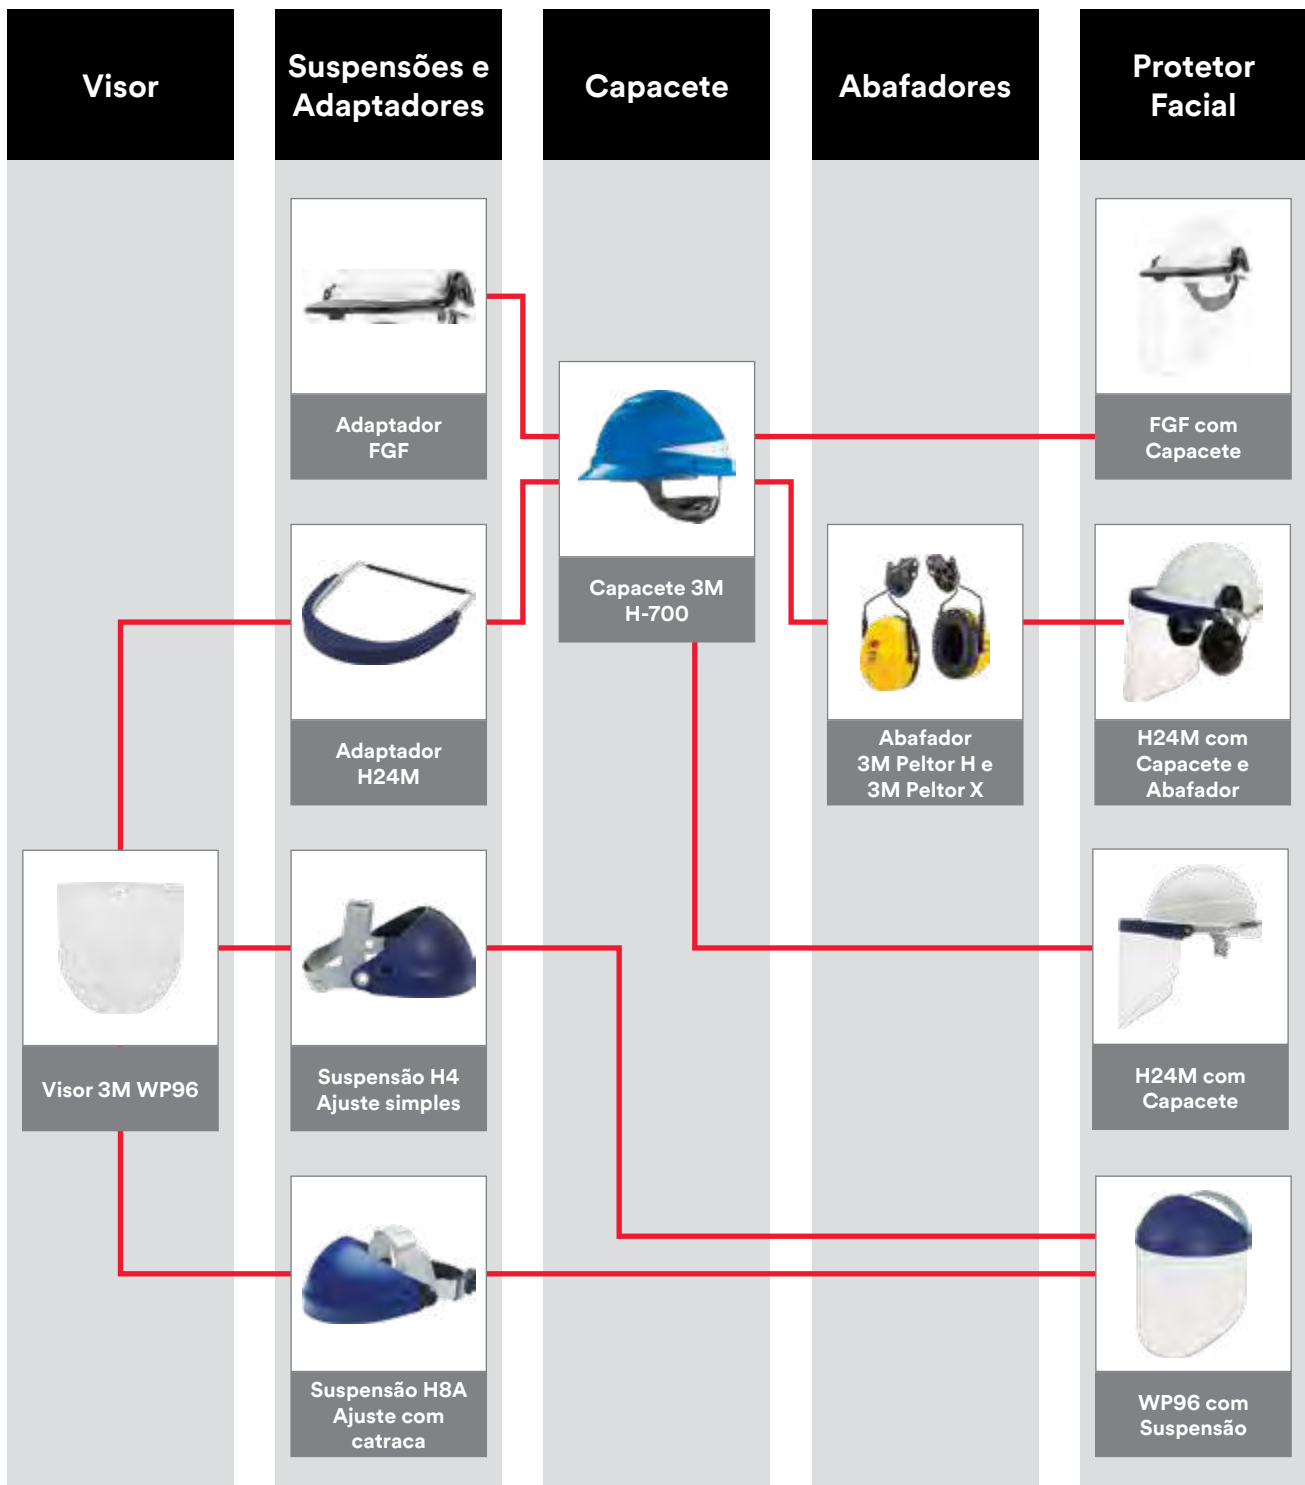 Visor
Suspensões e
Adaptadores
Capacete
Abafadores
Protetor
Facial
Adaptador
FGF
FGF com
Capacete
Capacete 3M
H-700
Adaptador
H24M
Abafador
3M Peltor H e
3M Peltor X
H24M com
Capacete e
Abafador
Visor 3M WP96
Suspensão H4
Ajuste simples
H24M com
Capacete
Suspensão H8A
Ajuste com
catraca
WP96 com
Suspensão